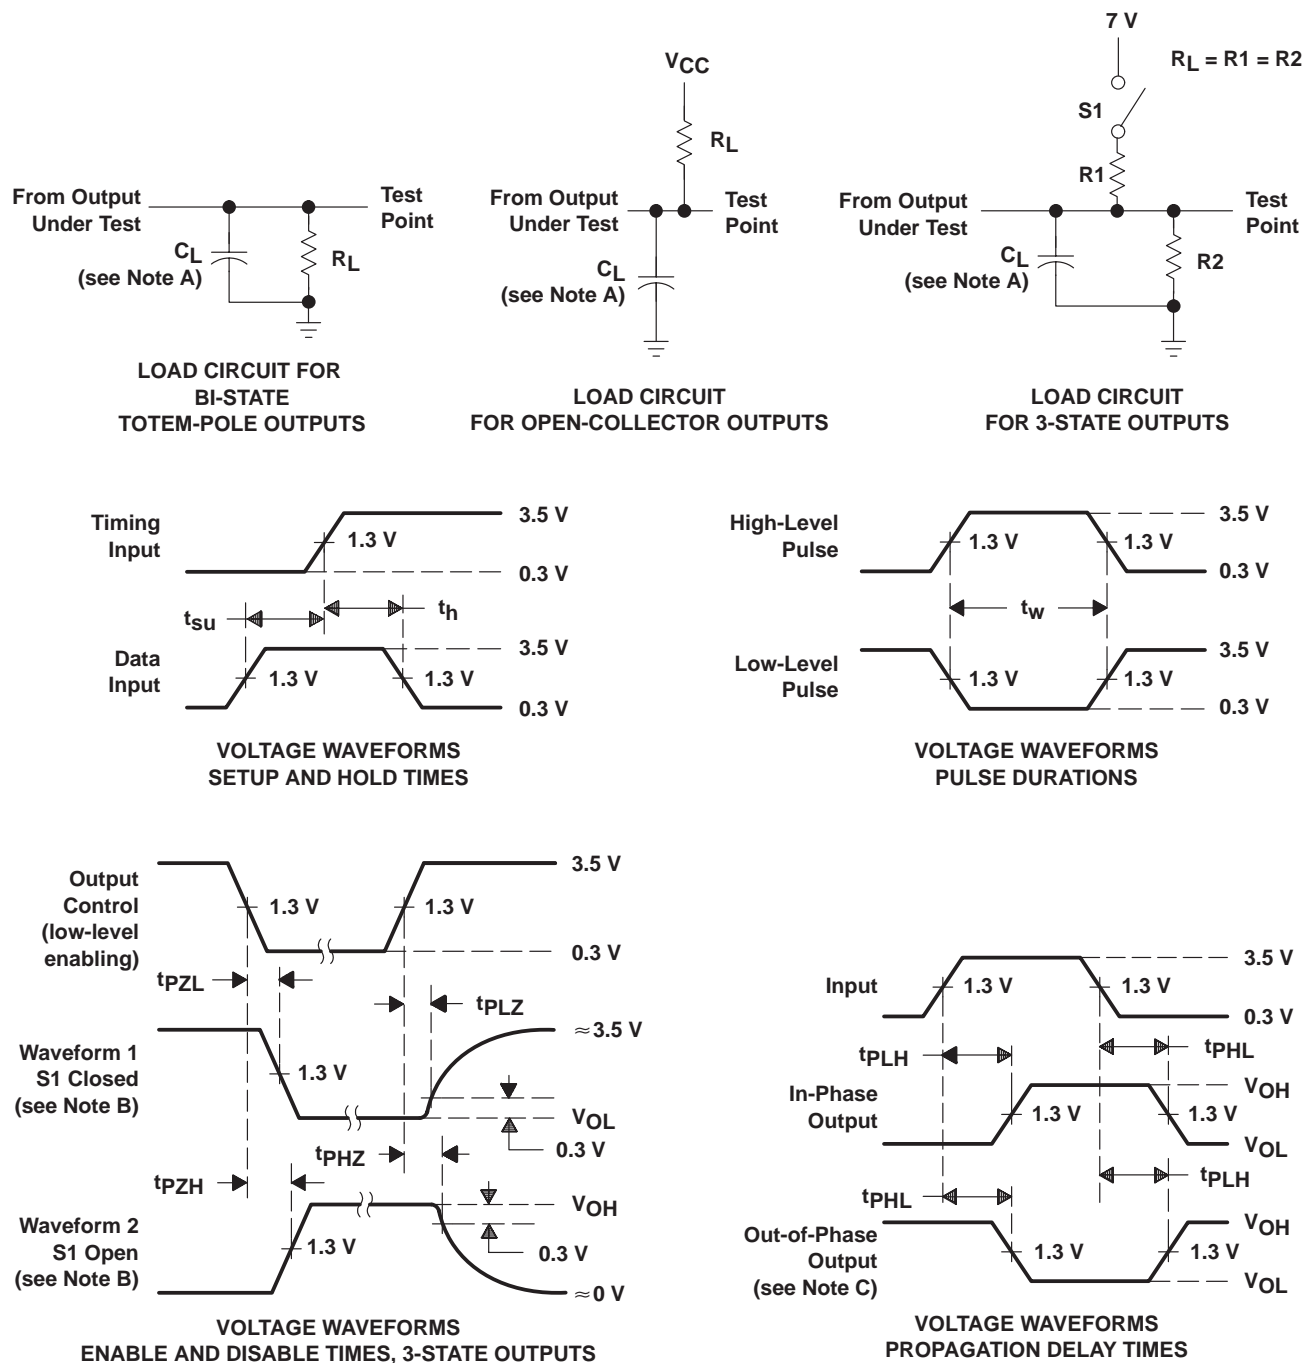 7 V
RL = R1 = R2
S1
R1
From Output
Under Test
Test
Point
CL
(see Note A)
R2
LOAD CIRCUIT
FOR 3-STATE OUTPUTS
VCC
RL
From Output
Under Test
Test
Point
CL
(see Note A)
LOAD CIRCUIT
FOR OPEN-COLLECTOR OUTPUTS
From Output
Under Test
Test
Point
CL
(see Note A)
RL
LOAD CIRCUIT FOR
BI-STATE
TOTEM-POLE OUTPUTS
Timing
Input
1.3 V
3.5 V
0.3 V
tsu
th
Data
Input
1.3 V
1.3 V
3.5 V
0.3 V
VOLTAGE WAVEFORMS
SETUP AND HOLD TIMES
High-Level
Pulse
1.3 V
1.3 V
3.5 V
0.3 V
tw
Low-Level
Pulse
1.3 V
1.3 V
3.5 V
0.3 V
VOLTAGE WAVEFORMS
PULSE DURATIONS
Output
Control
(low-level
enabling)
1.3 V
1.3 V
3.5 V
0.3 V
tPZL
tPLZ
Waveform 1
S1 Closed
(see Note B)
1.3 V
≈3.5 V
VOL
0.3 V
tPHZ
tPZH
Waveform 2
S1 Open
(see Note B)
1.3 V
VOH
0.3 V
≈0 V
VOLTAGE WAVEFORMS
ENABLE AND DISABLE TIMES, 3-STATE OUTPUTS
Input
1.3 V
1.3 V
3.5 V
0.3 V
tPLH
tPHL
In-Phase
Output
1.3 V
1.3 V
VOH
VOL
tPHL
tPLH
Out-of-Phase
Output
(see Note C)
1.3 V
1.3 V
VOH
VOL
VOLTAGE WAVEFORMS
PROPAGATION DELAY TIMES